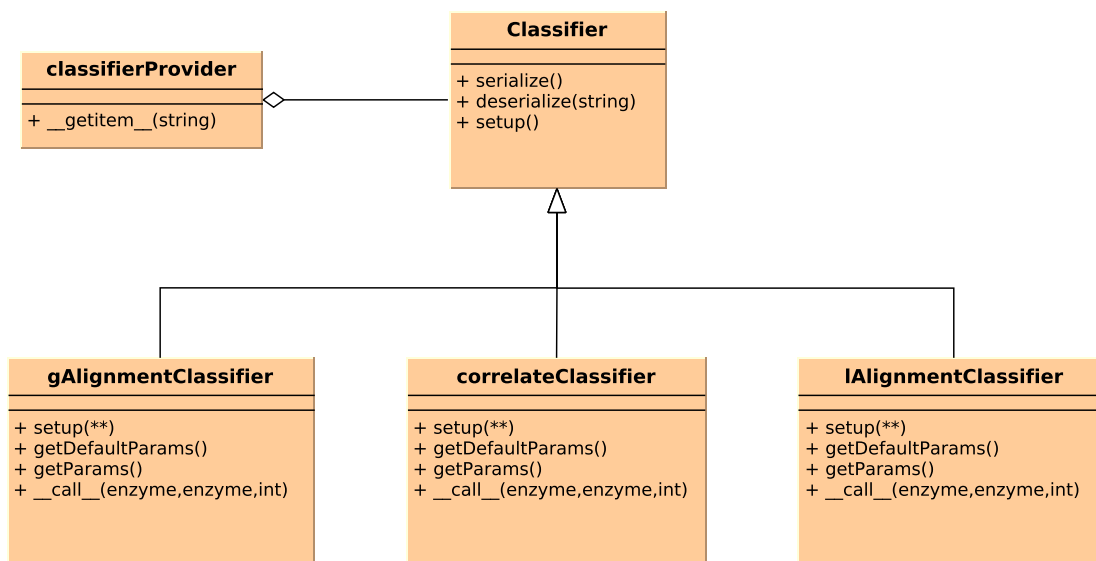 Classifier
+ serialize()
+ deserialize(string)
+ setup()
classifierProvider
+ __getitem__(string)
gAlignmentClassifier
+ setup(**)
+ getDefaultParams()
+ getParams()
+ __call__(enzyme,enzyme,int)
correlateClassifier
+ setup(**)
+ getDefaultParams()
+ getParams()
+ __call__(enzyme,enzyme,int)
lAlignmentClassifier
+ setup(**)
+ getDefaultParams()
+ getParams()
+ __call__(enzyme,enzyme,int)